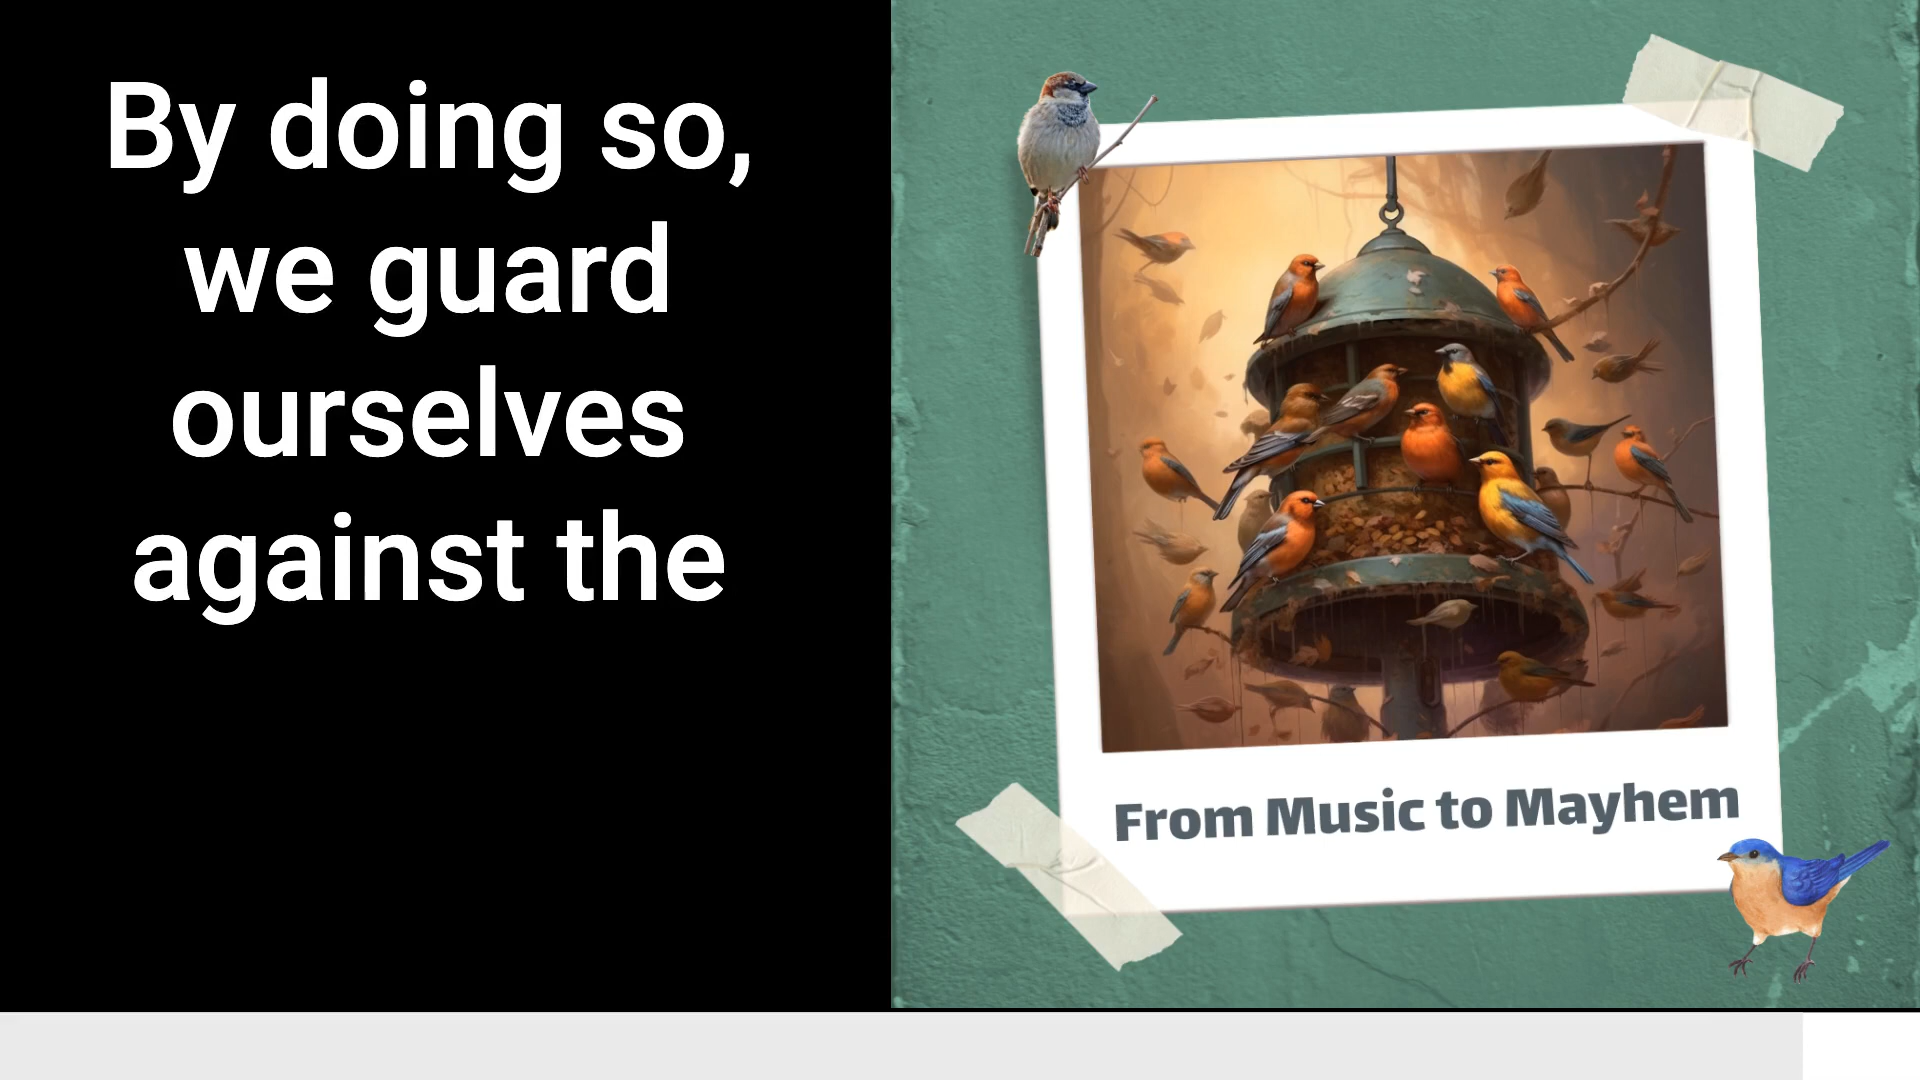 By doing so,
we guard
ourselves
against the
From Music to Mayhem